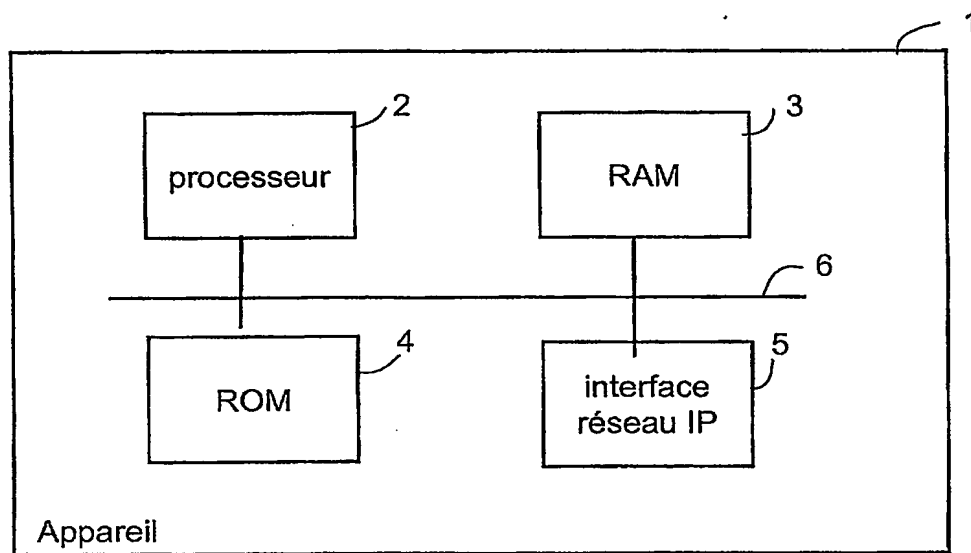 1
2
processeur
3
RAM
6
4
ROM
5
interface
réseau IP
Appareil